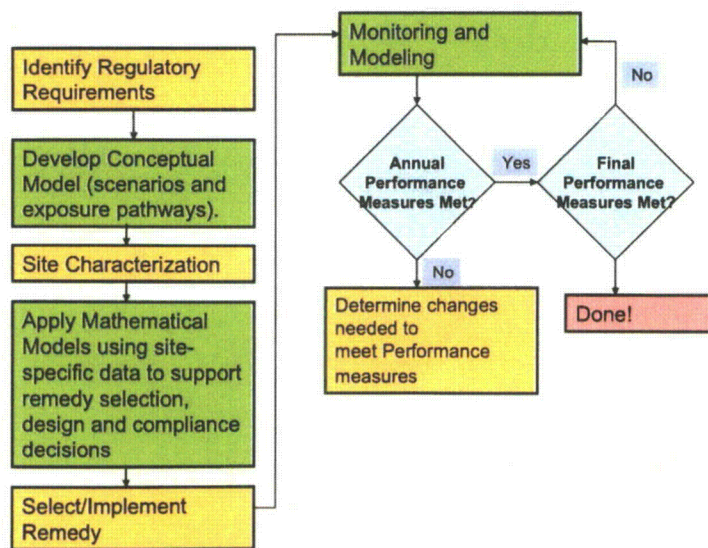 Identify Regulatory
Requirements
Develop Conceptual
Model (scenarios and
exposure pathways).
Site Characterization
Apply Mathematical
Models using site-
specific data to support
remedy selection,
design and compliance
decisions
Select/Implement
Remedy
Monitoring and
Modeling
No
Annual
Performance
Measures Met?
Yes
Final
Performance
Measures Met?
No
Determine changes
needed to
meet Performance
measures
Done!